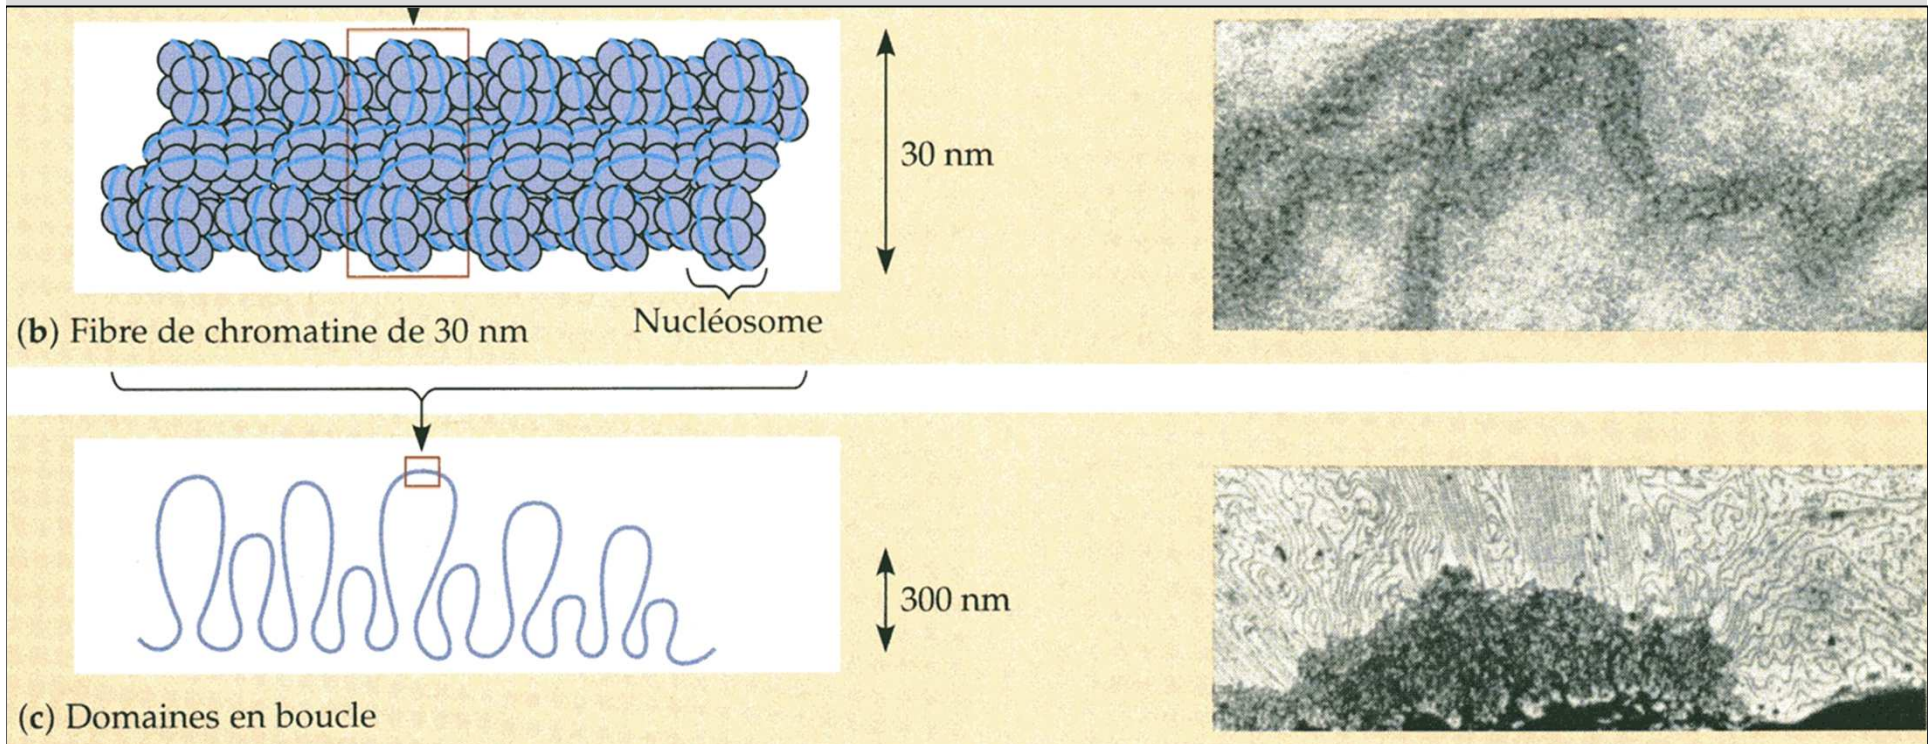 30 nm
Nucléosome
(b) Fibre de chromatine de 30 nm
300 nm
(c) Domaines en boucle